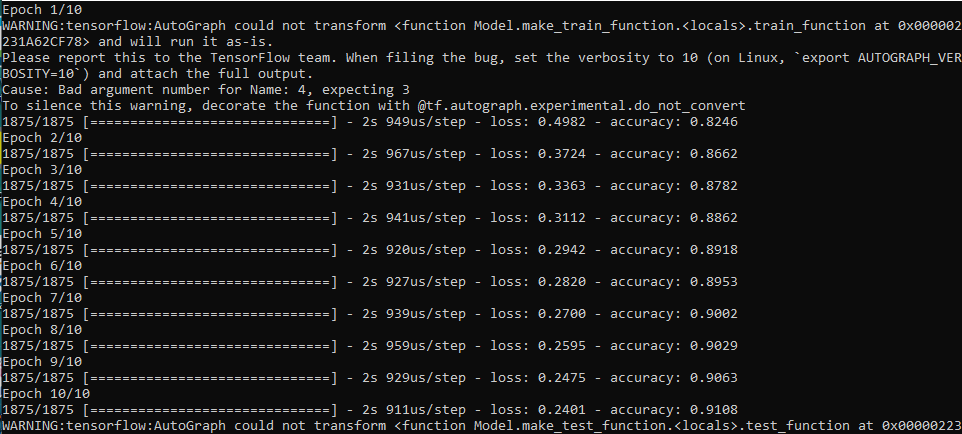 Epoch 1/10
WARNING:tensorflow:AutoGraph could not transform <function Model.make_train_function.<locals>.train_function at 0x000002
231A62CF78> and will run it as-is.
Please report this to the TensorFlow team. When filing the bug, set the verbosity to 10 (on Linux, `export AUTOGRAPH_VER
BOSITY=10`) and attach the full output.
Cause: Bad argument number for Name: 4, expecting 3
To silence this warning, decorate the function with @tf.autograph.experimental.do_not_convert
1875/1875 [==============================] - 2s 949us/step - loss: 0.4982 - accuracy: 0.8246
Epoch 2/10
1875/1875 [==============================] - 2s 967us/step - loss: 0.3724 - accuracy: 0.8662
Epoch 3/10
1875/1875 [==============================] - 2s 931us/step - loss: 0.3363 - accuracy: 0.8782
Epoch 4/10
1875/1875 [==============================] - 2s 941us/step - loss: 0.3112 - accuracy: 0.8862
Epoch 5/10
1875/1875 [==============================] - 2s 920us/step - loss: 0.2942 - accuracy: 0.8918
Epoch 6/10
1875/1875 [==============================] - 2s 927us/step - loss: 0.2820 - accuracy: 0.8953
Epoch 7/10
1875/1875 [==============================] - 2s 939us/step - loss: 0.2700 - accuracy: 0.9002
Epoch 8/10
1875/1875 [==============================] - 2s 959us/step - loss: 0.2595 - accuracy: 0.9029
Epoch 9/10
1875/1875 [==============================] - 2s 929us/step - loss: 0.2475 - accuracy: 0.9063
Epoch 10/10
1875/1875 [==============================] - 2s 911us/step - loss: 0.2401 - accuracy: 0.9108
WARNING:tensorflow:AutoGraph could not transform <function Model.make_test_function.<locals>.test_function at 0x00000223